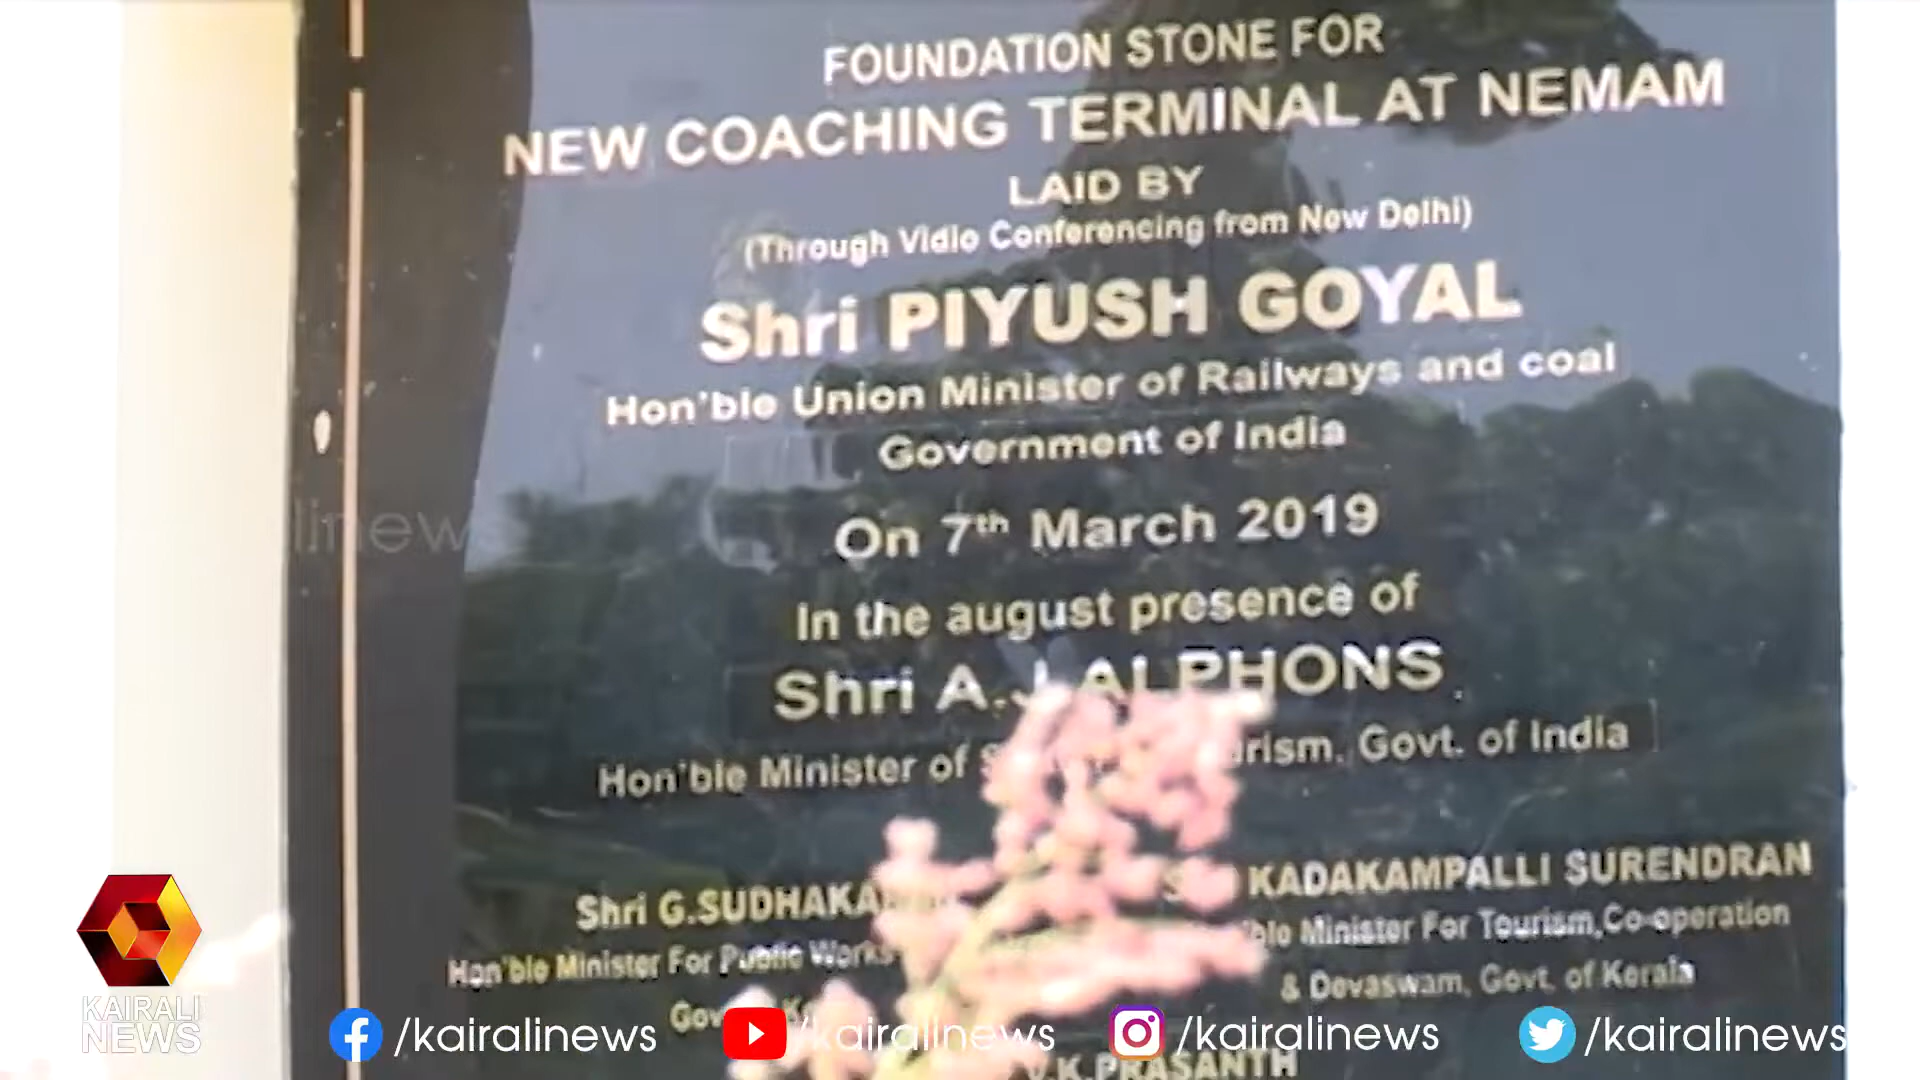 FOUNDATION STONE FOR
NEW COACHING TERMINAL AT NEMAM
LAID BY
(Through Vidio Conferencing from New Delhi)
Shri PIYUSH GOYAL
Hon'ble Union Minister of Railways and coal
Government of India
On 7th March 2019
In the august presence of
Shri A.J.ALPHONS
Hon'ble Minister of Govt. of India
Shri
KADAKAMPALLI SURENDRAN
Hon'ble Minister For Public Works
Minister For Tourism,Co-operation
& Devaswam, Govt. of Kerala
V.K.PRASANTH
linews
KAIRALI
NEWS
/kairalinews
/kairalinews
/kairalinews
/kairalinews